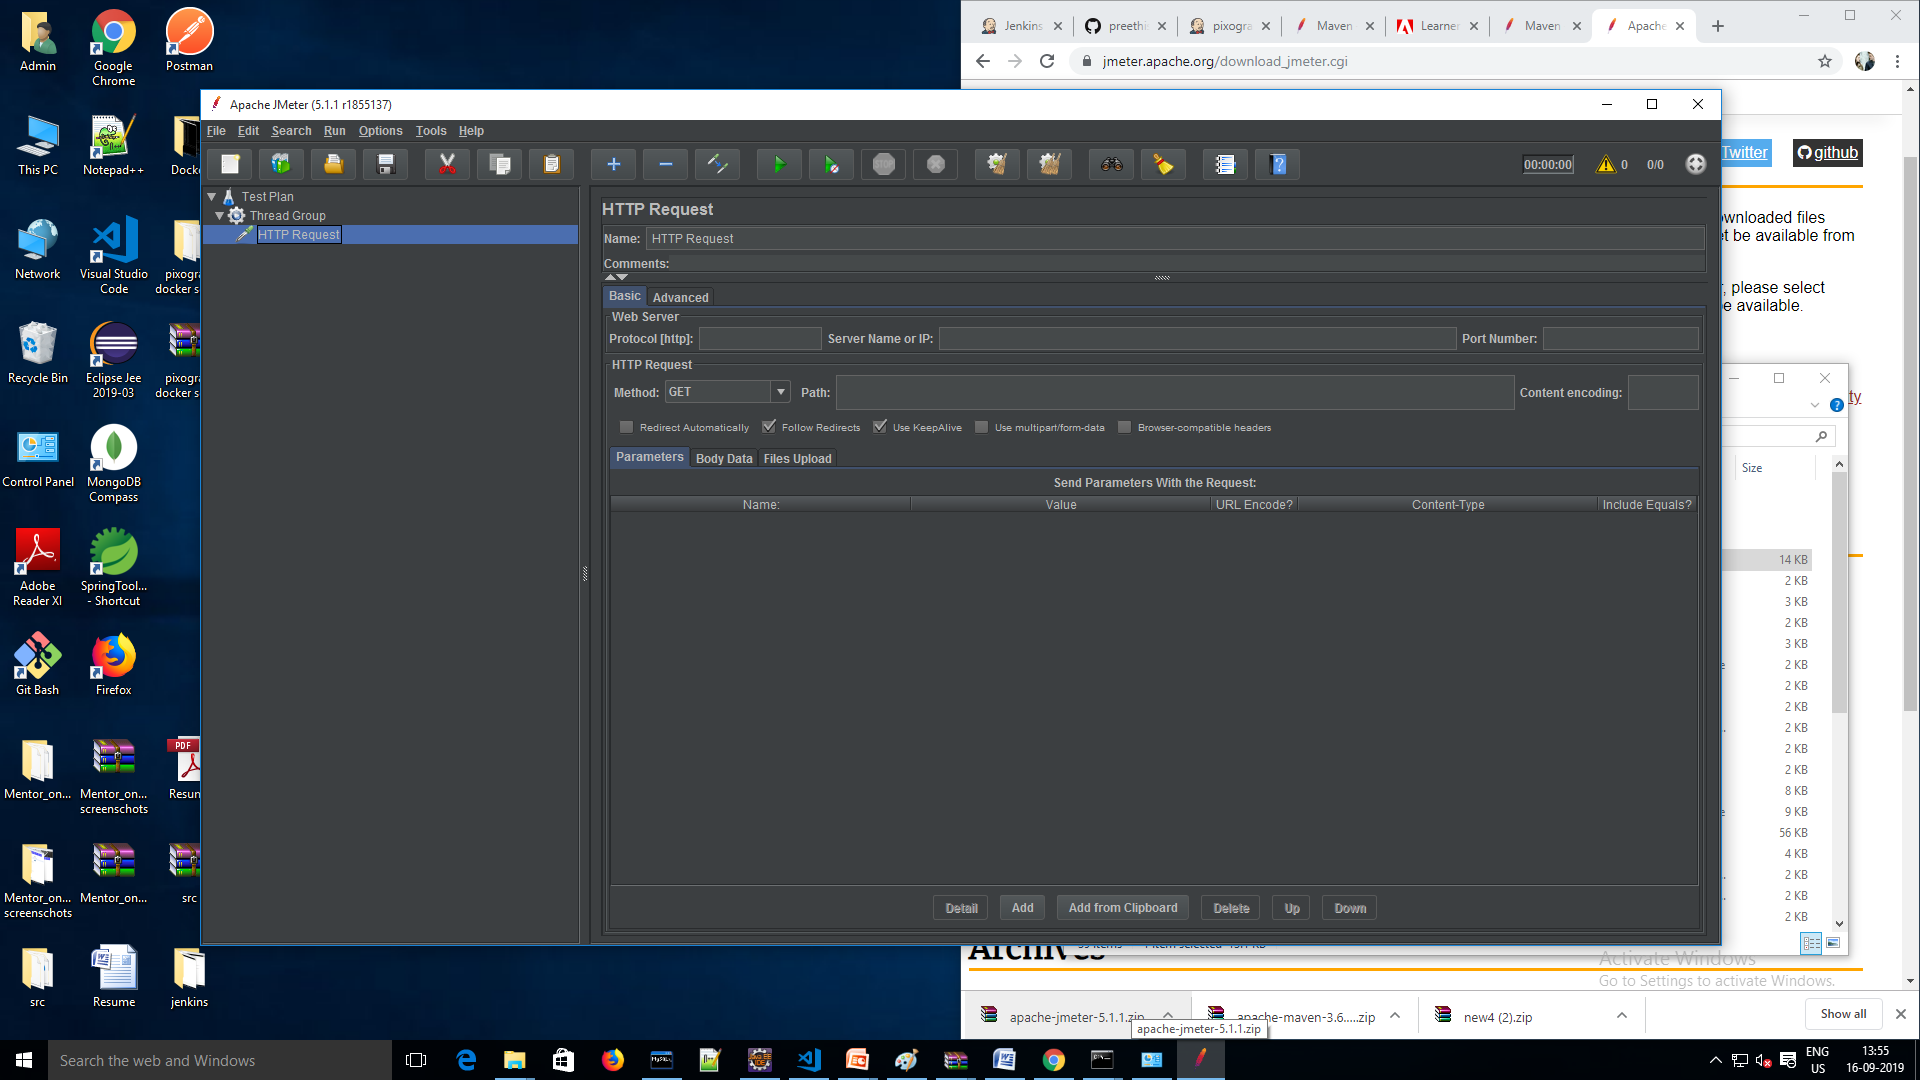 Admin
Google
Chrome
Postman
This PC
Notepad++
Network
Visual Studio
Code
docker s
Recycle Bin
Eclipse Jee
2019-03
docker s
Control Panel
MongoDB
Compass
Adobe
Reader XI
SpringTool...
- Shortcut
Git Bash
Firefox
PDF
Mentor_on...
Mentor_on...
screenshots
Mentor_on...
screenshots
Mentor_on...
src
src
Resume
jenkins
Jenkins
preethi
pixogra
Maven
Learner
Maven
Apache
jmeter.apache.org/download_jmeter.cgi
Twitter
github
Apache JMeter (5.1.1 r1855137)
File Edit Search Run Options Tools Help
STOP
00:00:00
0
0/0
Test Plan
Thread Group
HTTP Request
HTTP Request
Name: HTTP Request
Comments:
Basic Advanced
Web Server
Protocol [http]:
Server Name or IP:
Port Number:
HTTP Request
Method: GET
Path:
Content encoding:
Redirect Automatically
Follow Redirects
Use KeepAlive
Use multipart/form-data
Browser-compatible headers
Parameters Body Data Files Upload
Send Parameters With the Request:
Name: Value URL Encode? Content-Type Include Equals?
Detail Add Add from Clipboard Delete Up Down
wnloaded files
t be available from
, please select
e available.
ty
Size
14 KB
2 KB
3 KB
2 KB
3 KB
2 KB
2 KB
2 KB
2 KB
2 KB
2 KB
8 KB
9 KB
56 KB
4 KB
2 KB
2 KB
2 KB
Archives
Activate Windows
Go to Settings to activate Windows.
apache-jmeter-5.1.1.zip
apache-maven-3.6.....zip
new4 (2).zip
Show all
apache-jmeter-5.1.1.zip
Search the web and Windows
ENG
US
13:55
16-09-2019